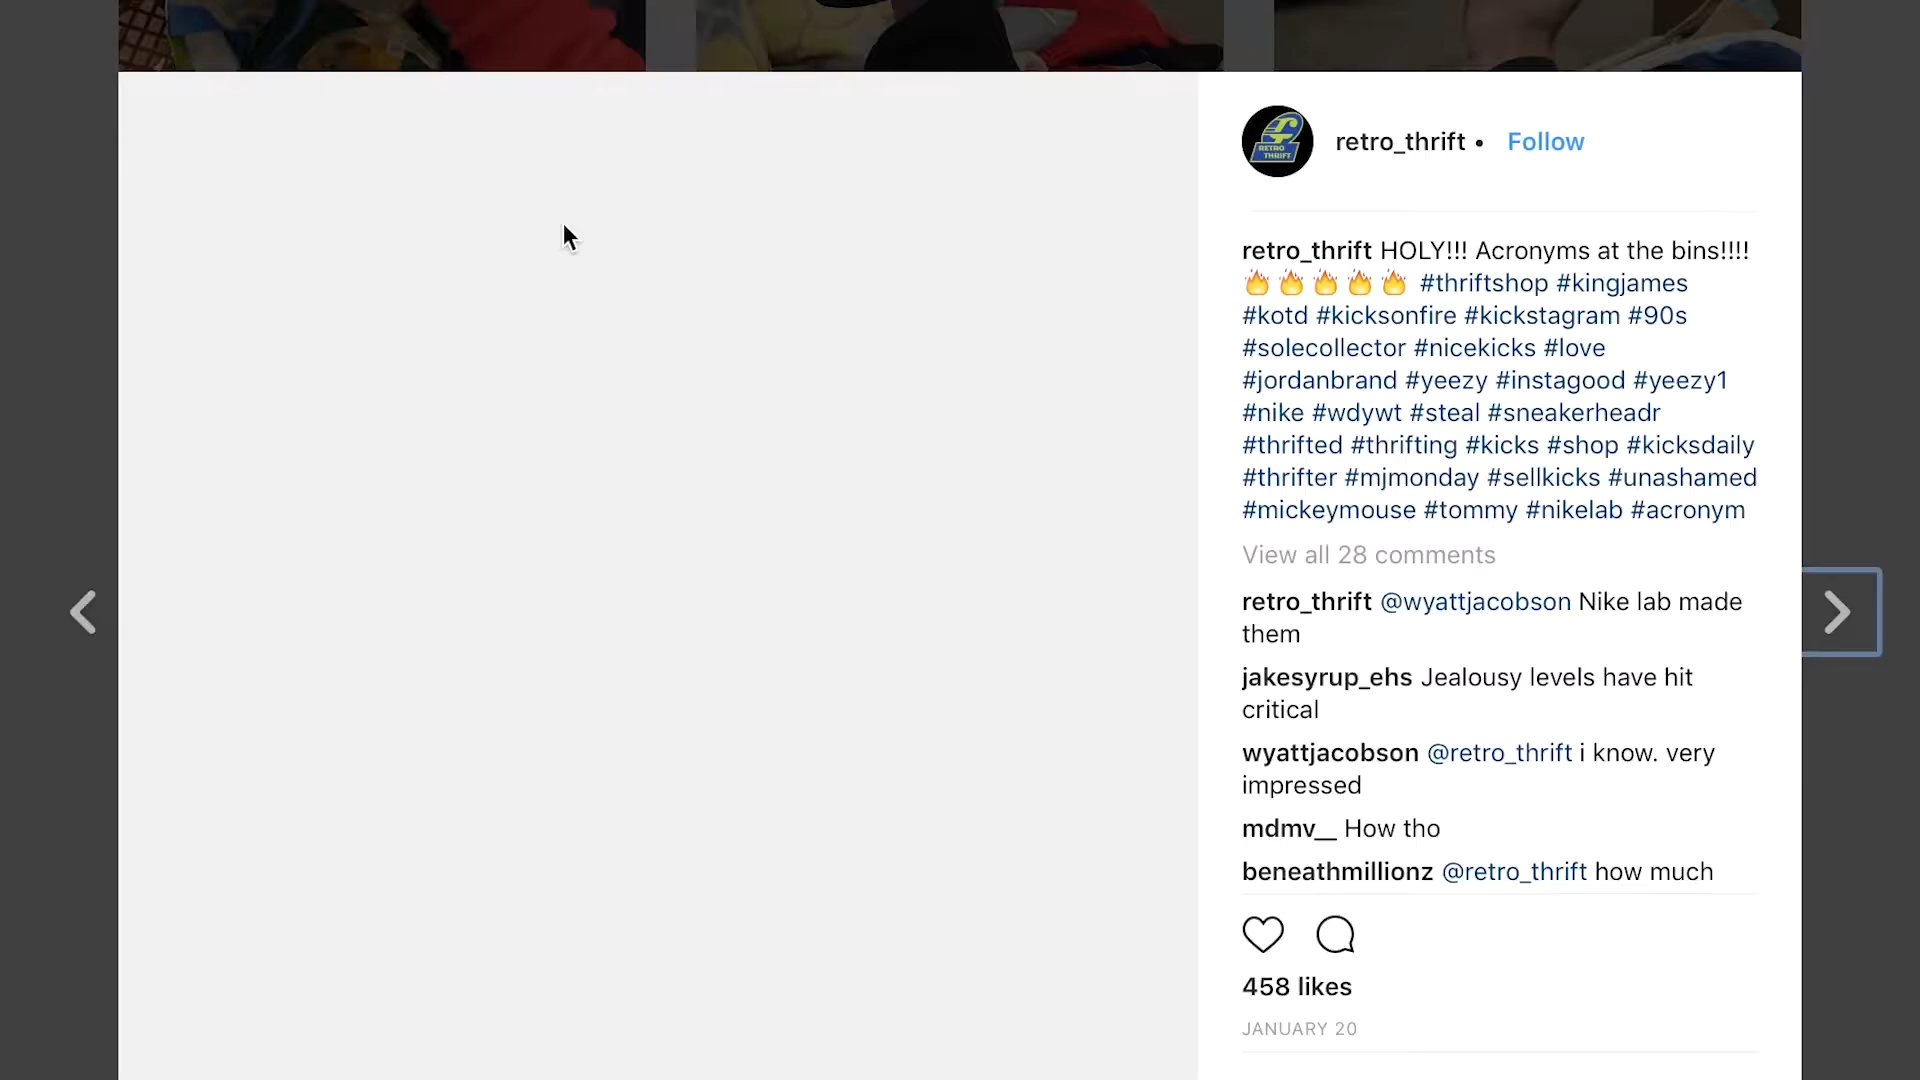 RETRO
THRIFT
retro_thrift • Follow
retro_thrift HOLY!!! Acronyms at the bins!!!!
🔥🔥🔥🔥🔥 #thriftshop #kingjames
#kotd #kicksonfire #kickstagram #90s
#solecollector #nicekicks #love
#jordanbrand #yeezy #instagood #yeezy1
#nike #wdywt #steal #sneakerheadr
#thrifted #thrifting #kicks #shop #kicksdaily
#thrifter #mjmonday #sellkicks #unashamed
#mickeymouse #tommy #nikelab #acronym
View all 28 comments
retro_thrift @wyattjacobson Nike lab made
them
jakesyrup_ehs Jealousy levels have hit
critical
wyattjacobson @retro_thrift i know. very
impressed
mdmv__ How tho
beneathmillionz @retro_thrift how much
458 likes
JANUARY 20